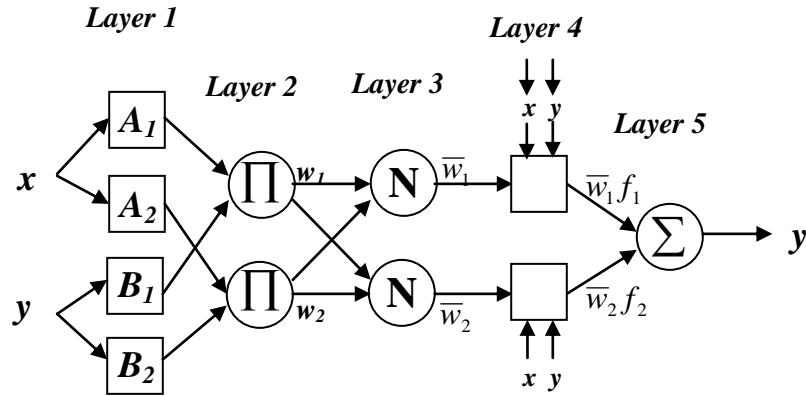 Layer 1
Layer 2
Layer 3
Layer 4
Layer 5
x
y
A₁
A₂
B₁
B₂
∏
∏
w₁
w₂
N
N
w̅₁
w̅₂
x y
x y
w̅₁f₁
w̅₂f₂
∑
y